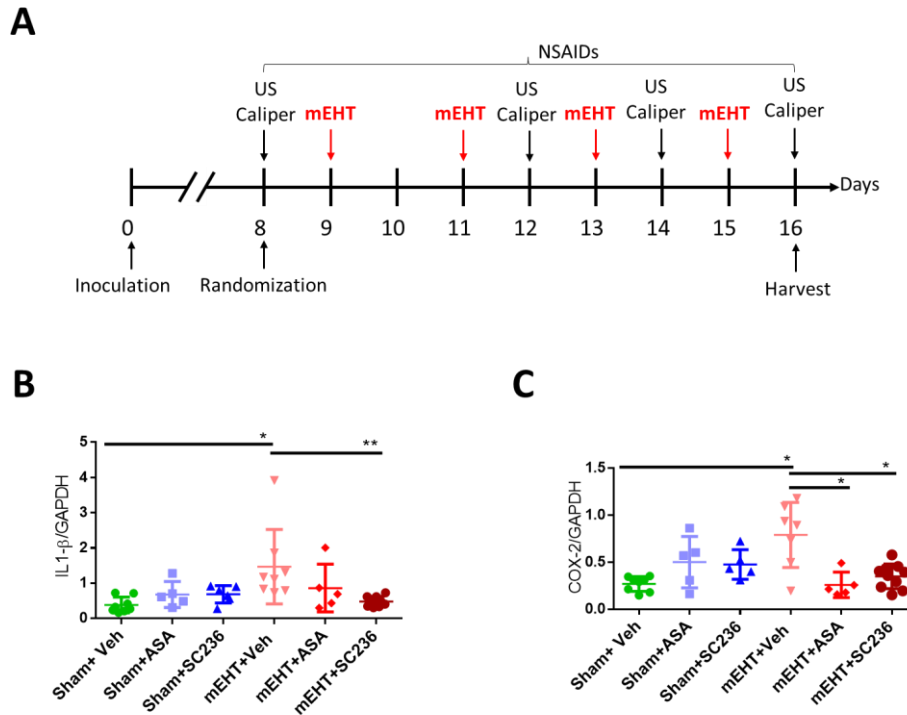 A
NSAIDs
US Caliper mEHT mEHT US Caliper mEHT US Caliper mEHT US Caliper
Days
0 8 9 10 11 12 13 14 15 16
Inoculation Randomization Harvest
B
IL1-β/GAPDH
5
4
3
2
1
0
* **
Sham+ Veh
Sham+ASA
Sham+SC236
mEHT+Veh
mEHT+ASA
mEHT+SC236
C
COX-2/GAPDH
1.5
1.0
0.5
0.0
* * *
Sham+ Veh
Sham+ASA
Sham+SC236
mEHT+Veh
mEHT+ASA
mEHT+SC236